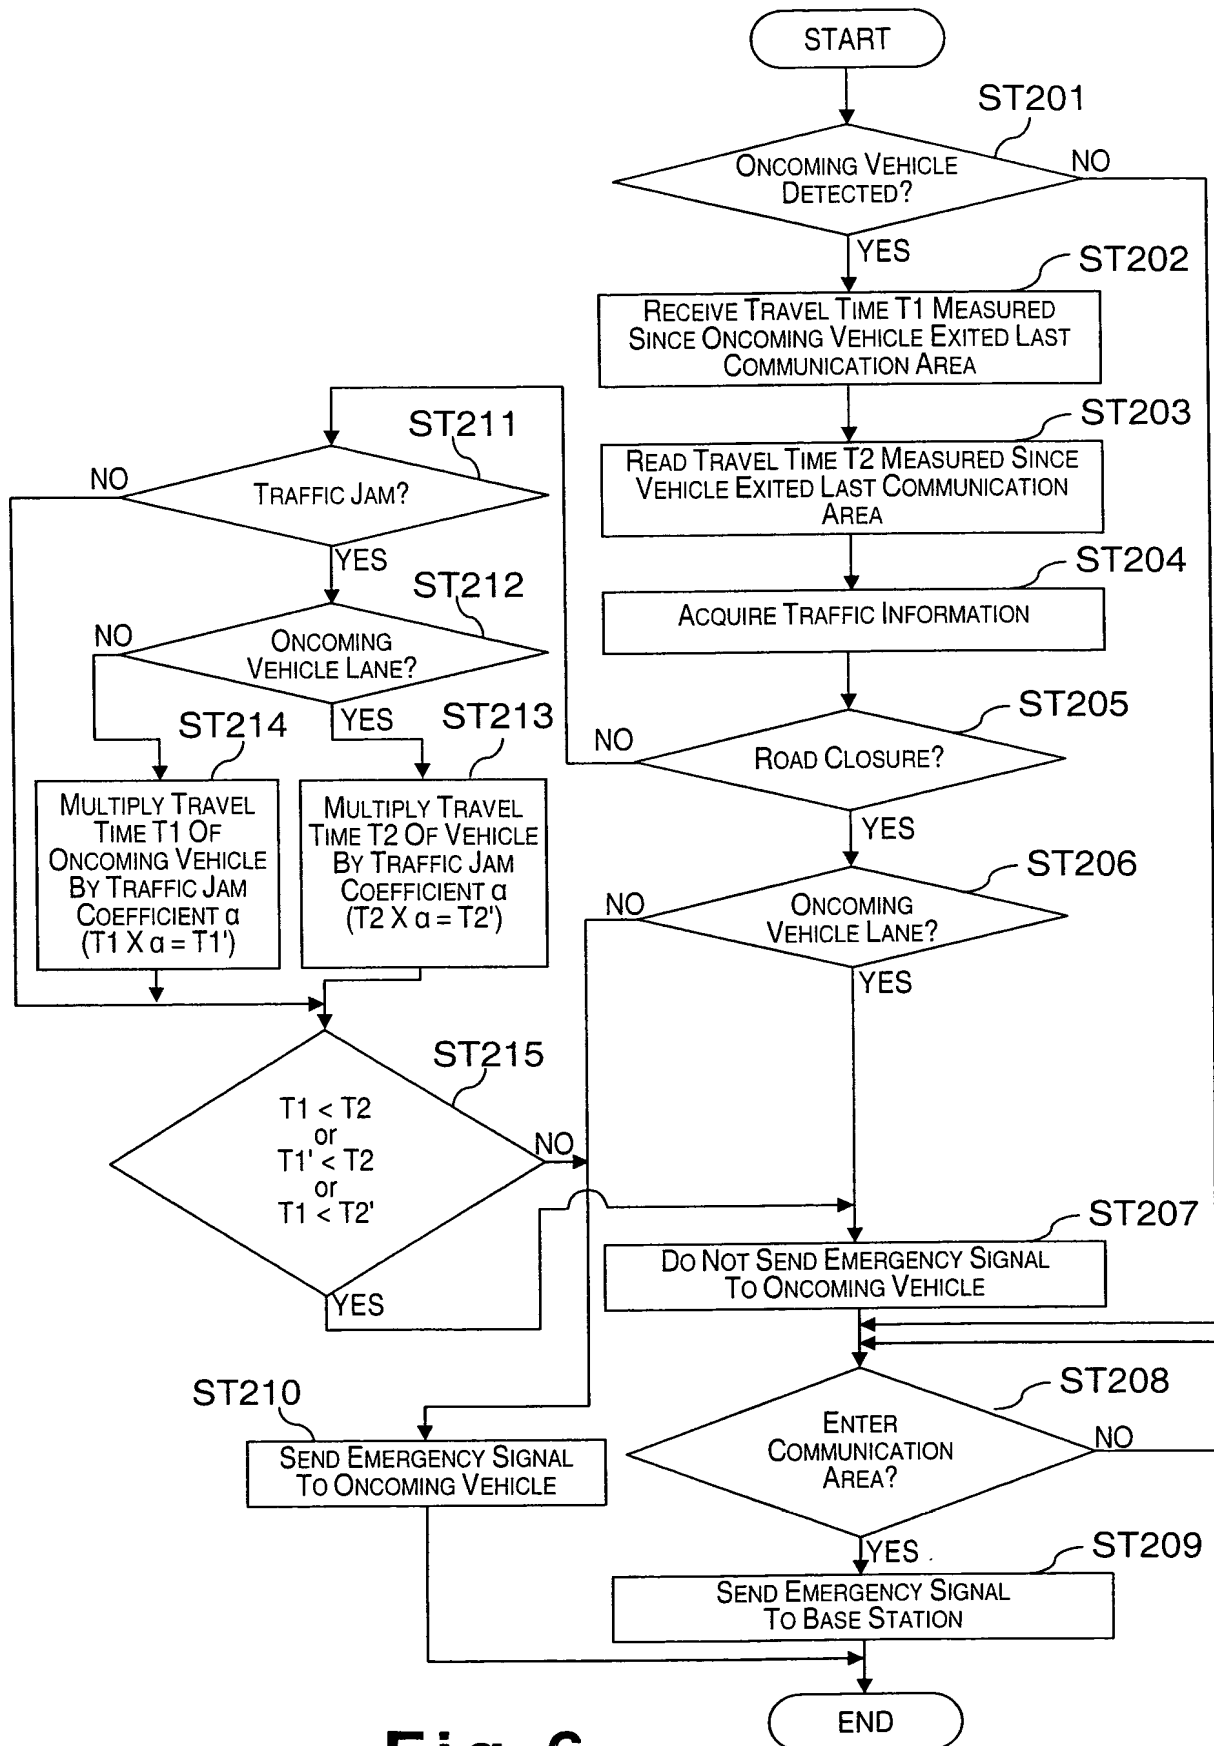 START
ST201
ONCOMING VEHICLE
DETECTED?
NO
YES
ST202
RECEIVE TRAVEL TIME T1 MEASURED
SINCE ONCOMING VEHICLE EXITED LAST
COMMUNICATION AREA
ST203
READ TRAVEL TIME T2 MEASURED SINCE
VEHICLE EXITED LAST COMMUNICATION
AREA
ST204
ACQUIRE TRAFFIC INFORMATION
ST205
ROAD CLOSURE?
NO
YES
ST206
ONCOMING
VEHICLE LANE?
NO
YES
ST211
TRAFFIC JAM?
NO
YES
ST212
ONCOMING
VEHICLE LANE?
NO
YES
ST214
MULTIPLY TRAVEL
TIME T1 OF
ONCOMING VEHICLE
BY TRAFFIC JAM
COEFFICIENT α
(T1 X α = T1')
ST213
MULTIPLY TRAVEL
TIME T2 OF VEHICLE
BY TRAFFIC JAM
COEFFICIENT α
(T2 X α = T2')
ST215
T1 < T2
or
T1' < T2
or
T1 < T2'
NO
YES
ST207
DO NOT SEND EMERGENCY SIGNAL
TO ONCOMING VEHICLE
ST208
ENTER
COMMUNICATION
AREA?
NO
YES
ST210
SEND EMERGENCY SIGNAL
TO ONCOMING VEHICLE
ST209
SEND EMERGENCY SIGNAL
TO BASE STATION
END
Fig. 6